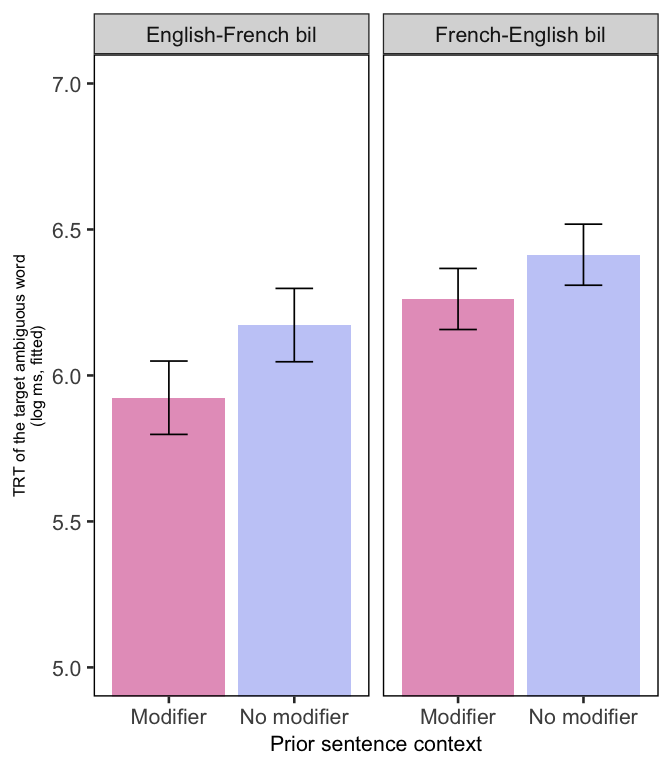 English-French bil
French-English bil
7.0
6.5
6.0
5.5
5.0
TRT of the target ambiguous word
(log ms, fitted)
Modifier
No modifier
Modifier
No modifier
Prior sentence context